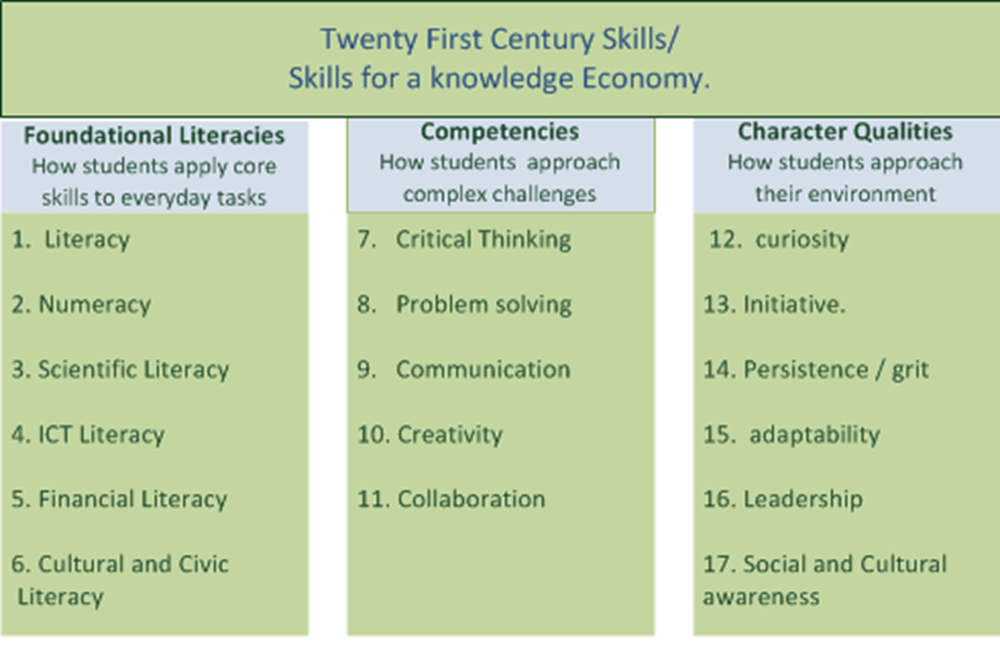 Twenty First Century Skills/
Skills for a knowledge Economy.
Foundational Literacies
How students apply core
skills to everyday tasks
1. Literacy
2. Numeracy
3. Scientific Literacy
4. ICT Literacy
5. Financial Literacy
6. Cultural and Civic
Literacy
Competencies
How students approach
complex challenges
7. Critical Thinking
8. Problem solving
9. Communication
10. Creativity
11. Collaboration
Character Qualities
How students approach
their environment
12. curiosity
13. Initiative.
14. Persistence / grit
15. adaptability
16. Leadership
17. Social and Cultural
awareness